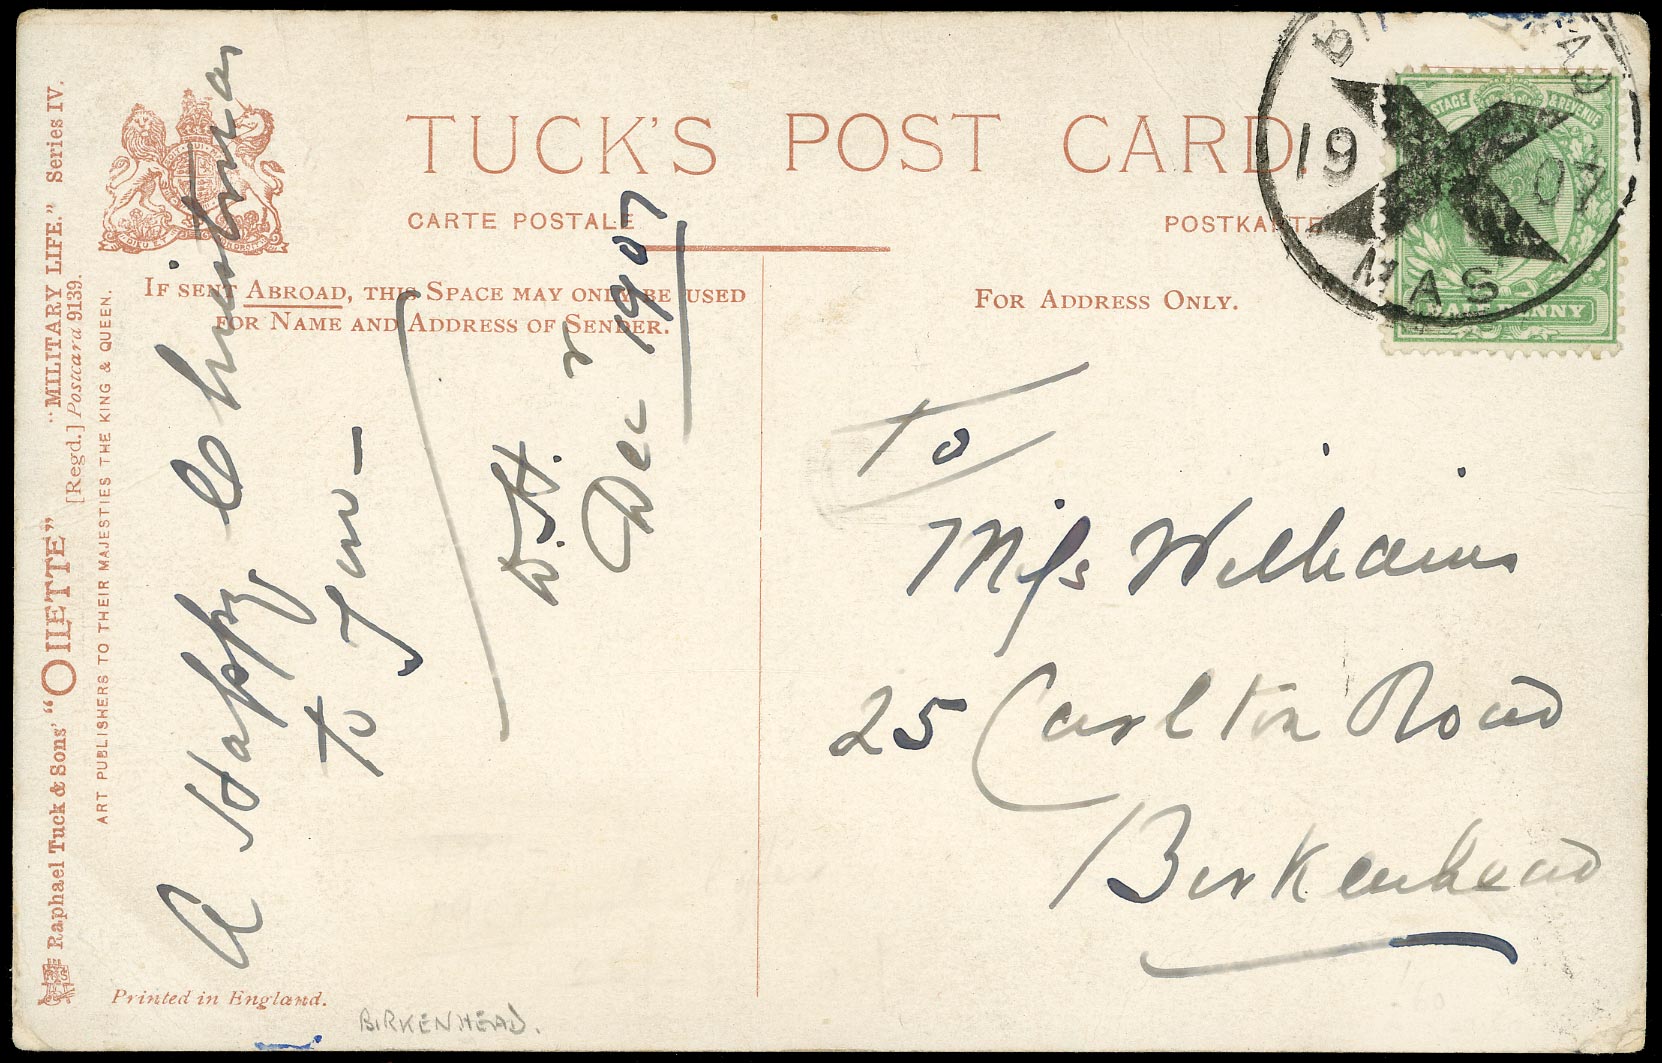 TUCK'S POST CARD.
CARTE POSTALE
POSTKARTE
IF SENT ABROAD, THIS SPACE MAY ONLY BE USED
FOR NAME AND ADDRESS OF SENDER.
FOR ADDRESS ONLY.
Raphael Tuck & Sons' "OILETTE" "MILITARY LIFE." Series IV.
[Regd.] Postcard 9139.
ART PUBLISHERS TO THEIR MAJESTIES THE KING & QUEEN.
A Happy Christmas
to You —
D.H.
Decr 1907
To
Miss Williams
25 Carlton Road
Birkenhead
19 X 07
MAS
POSTAGE & REVENUE
HALFPENNY
Printed in England.
BIRKENHEAD.